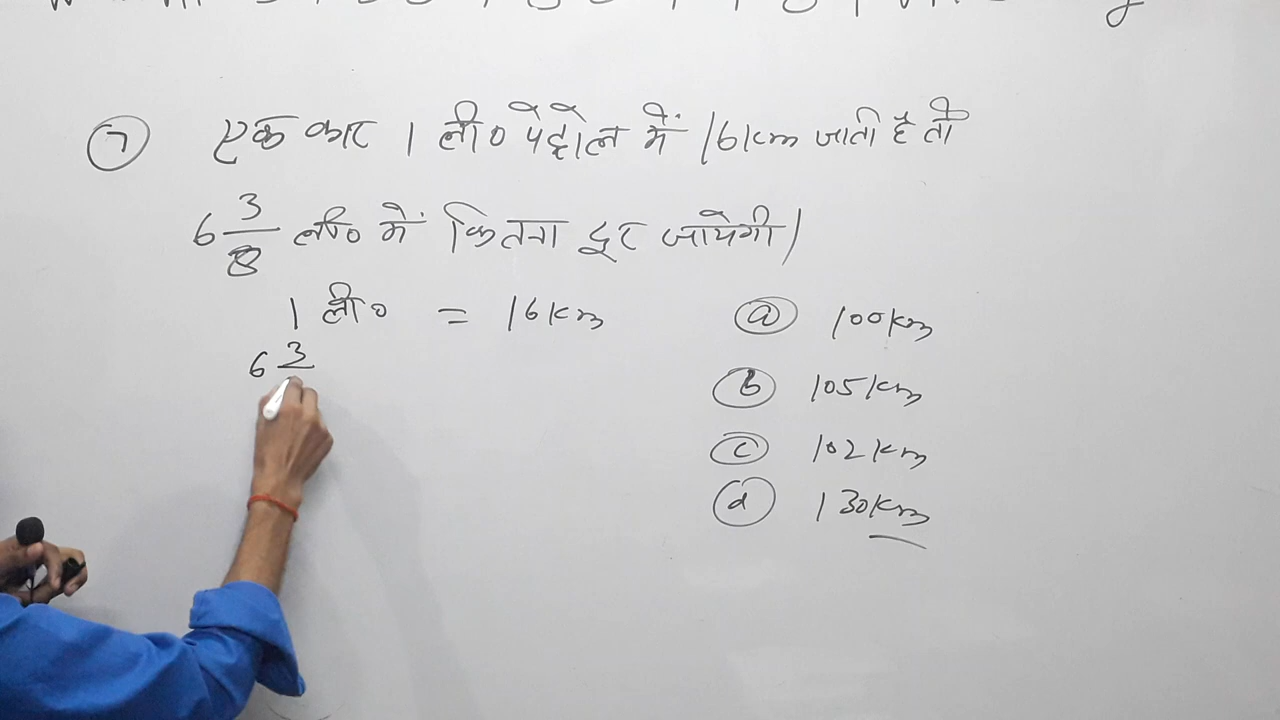 7 एक कार 1 ली० पेट्रोल में 16km जाती है तो
6 3/8 ली० में कितना दूर जायेगी।
1 ली० = 16km
6 3
a 100km
b 105km
c 102km
d 130km